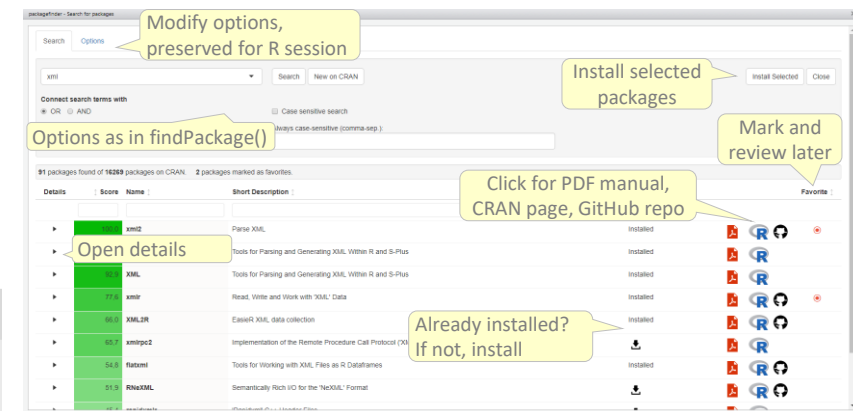 packagefinder - Search for packages
Modify options,
preserved for R session
Search Options
xml Search New on CRAN
Install selected
packages
Install Selected Close
Connect search terms with
OR AND Case sensitive search
always case-sensitive (comma-sep.):
Options as in findPackage()
Mark and
review later
91 packages found of 16269 packages on CRAN. 2 packages marked as favorites.
Click for PDF manual,
CRAN page, GitHub repo
Details Score Name Short Description Favorite
100,0 xml2 Parse XML Installed
Open details
Tools for Parsing and Generating XML Within R and S-Plus Installed
92,9 XML Tools for Parsing and Generating XML Within R and S-Plus Installed
77,6 xmlr Read, Write and Work with 'XML' Data Installed
66,0 XML2R EasieR XML data collection Installed
Already installed?
If not, install
65,7 xmlrpc2 Implementation of the Remote Procedure Call Protocol ('XM
54,8 flatxml Tools for Working with XML Files as R Dataframes Installed
51,9 RNeXML Semantically Rich I/O for the 'NeXML' Format